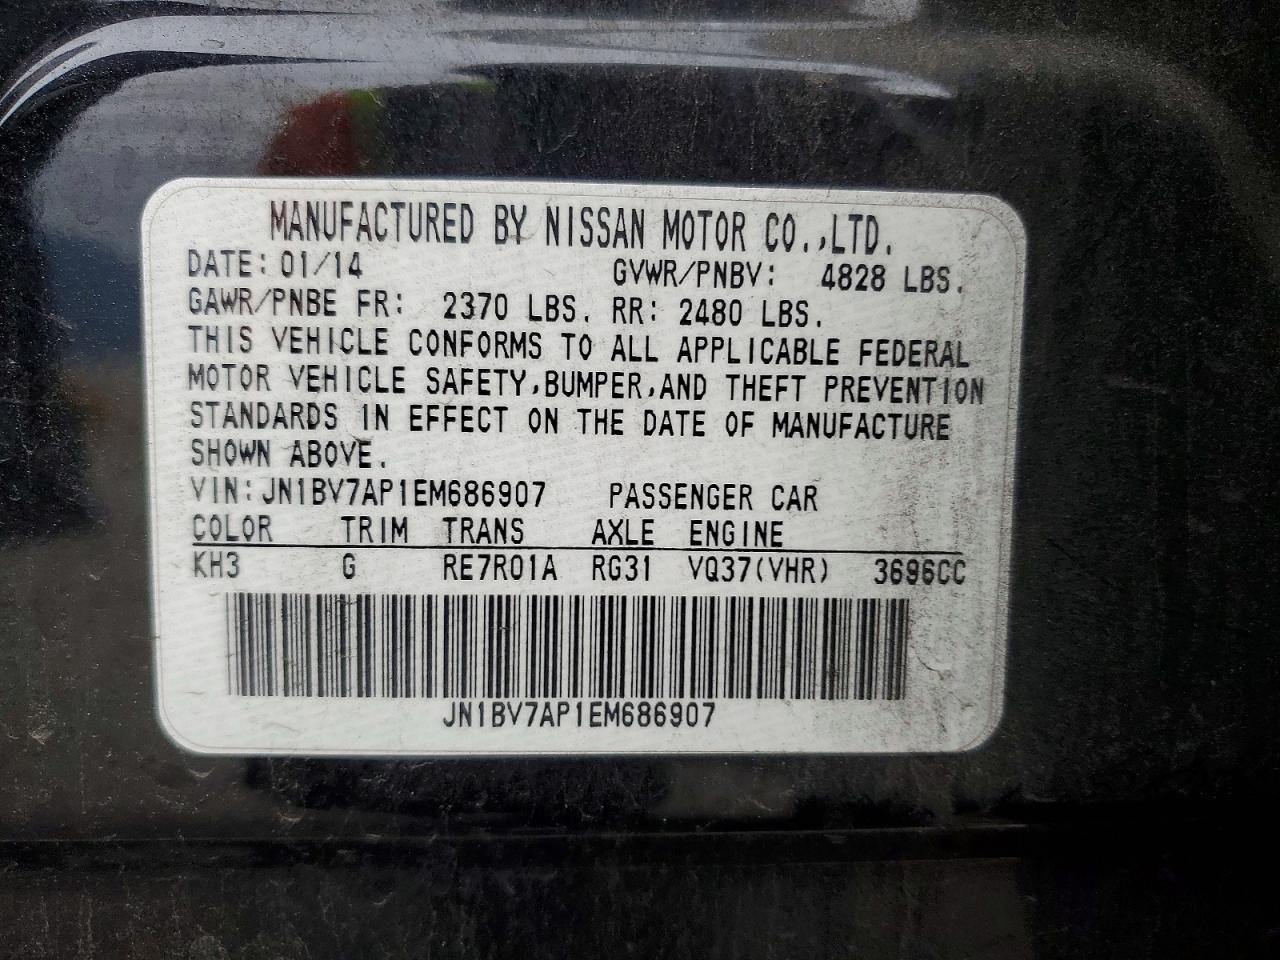 MANUFACTURED BY NISSAN MOTOR CO.,LTD.
DATE: 01/14 GVWR/PNBV: 4828 LBS.
GAWR/PNBE FR: 2370 LBS. RR: 2480 LBS.
THIS VEHICLE CONFORMS TO ALL APPLICABLE FEDERAL
MOTOR VEHICLE SAFETY,BUMPER,AND THEFT PREVENTION
STANDARDS IN EFFECT ON THE DATE OF MANUFACTURE
SHOWN ABOVE.
VIN: JN1BV7AP1EM686907 PASSENGER CAR
COLOR TRIM TRANS AXLE ENGINE
KH3 G RE7R01A RG31 VQ37(VHR) 3696CC
JN1BV7AP1EM686907